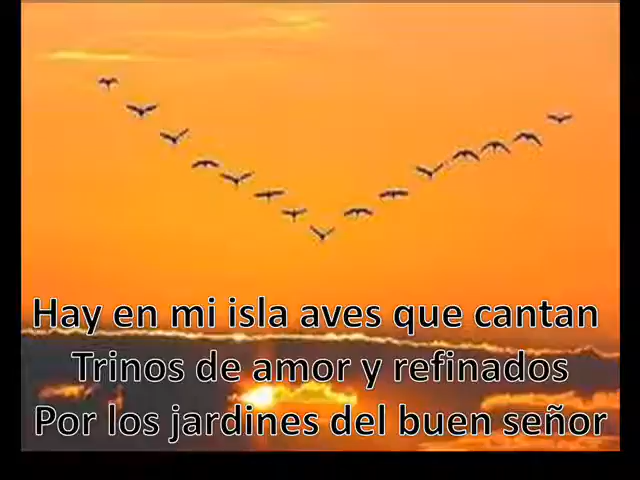 Hay en mi isla aves que cantan
Trinos de amor y refinados
Por los jardines del buen señor